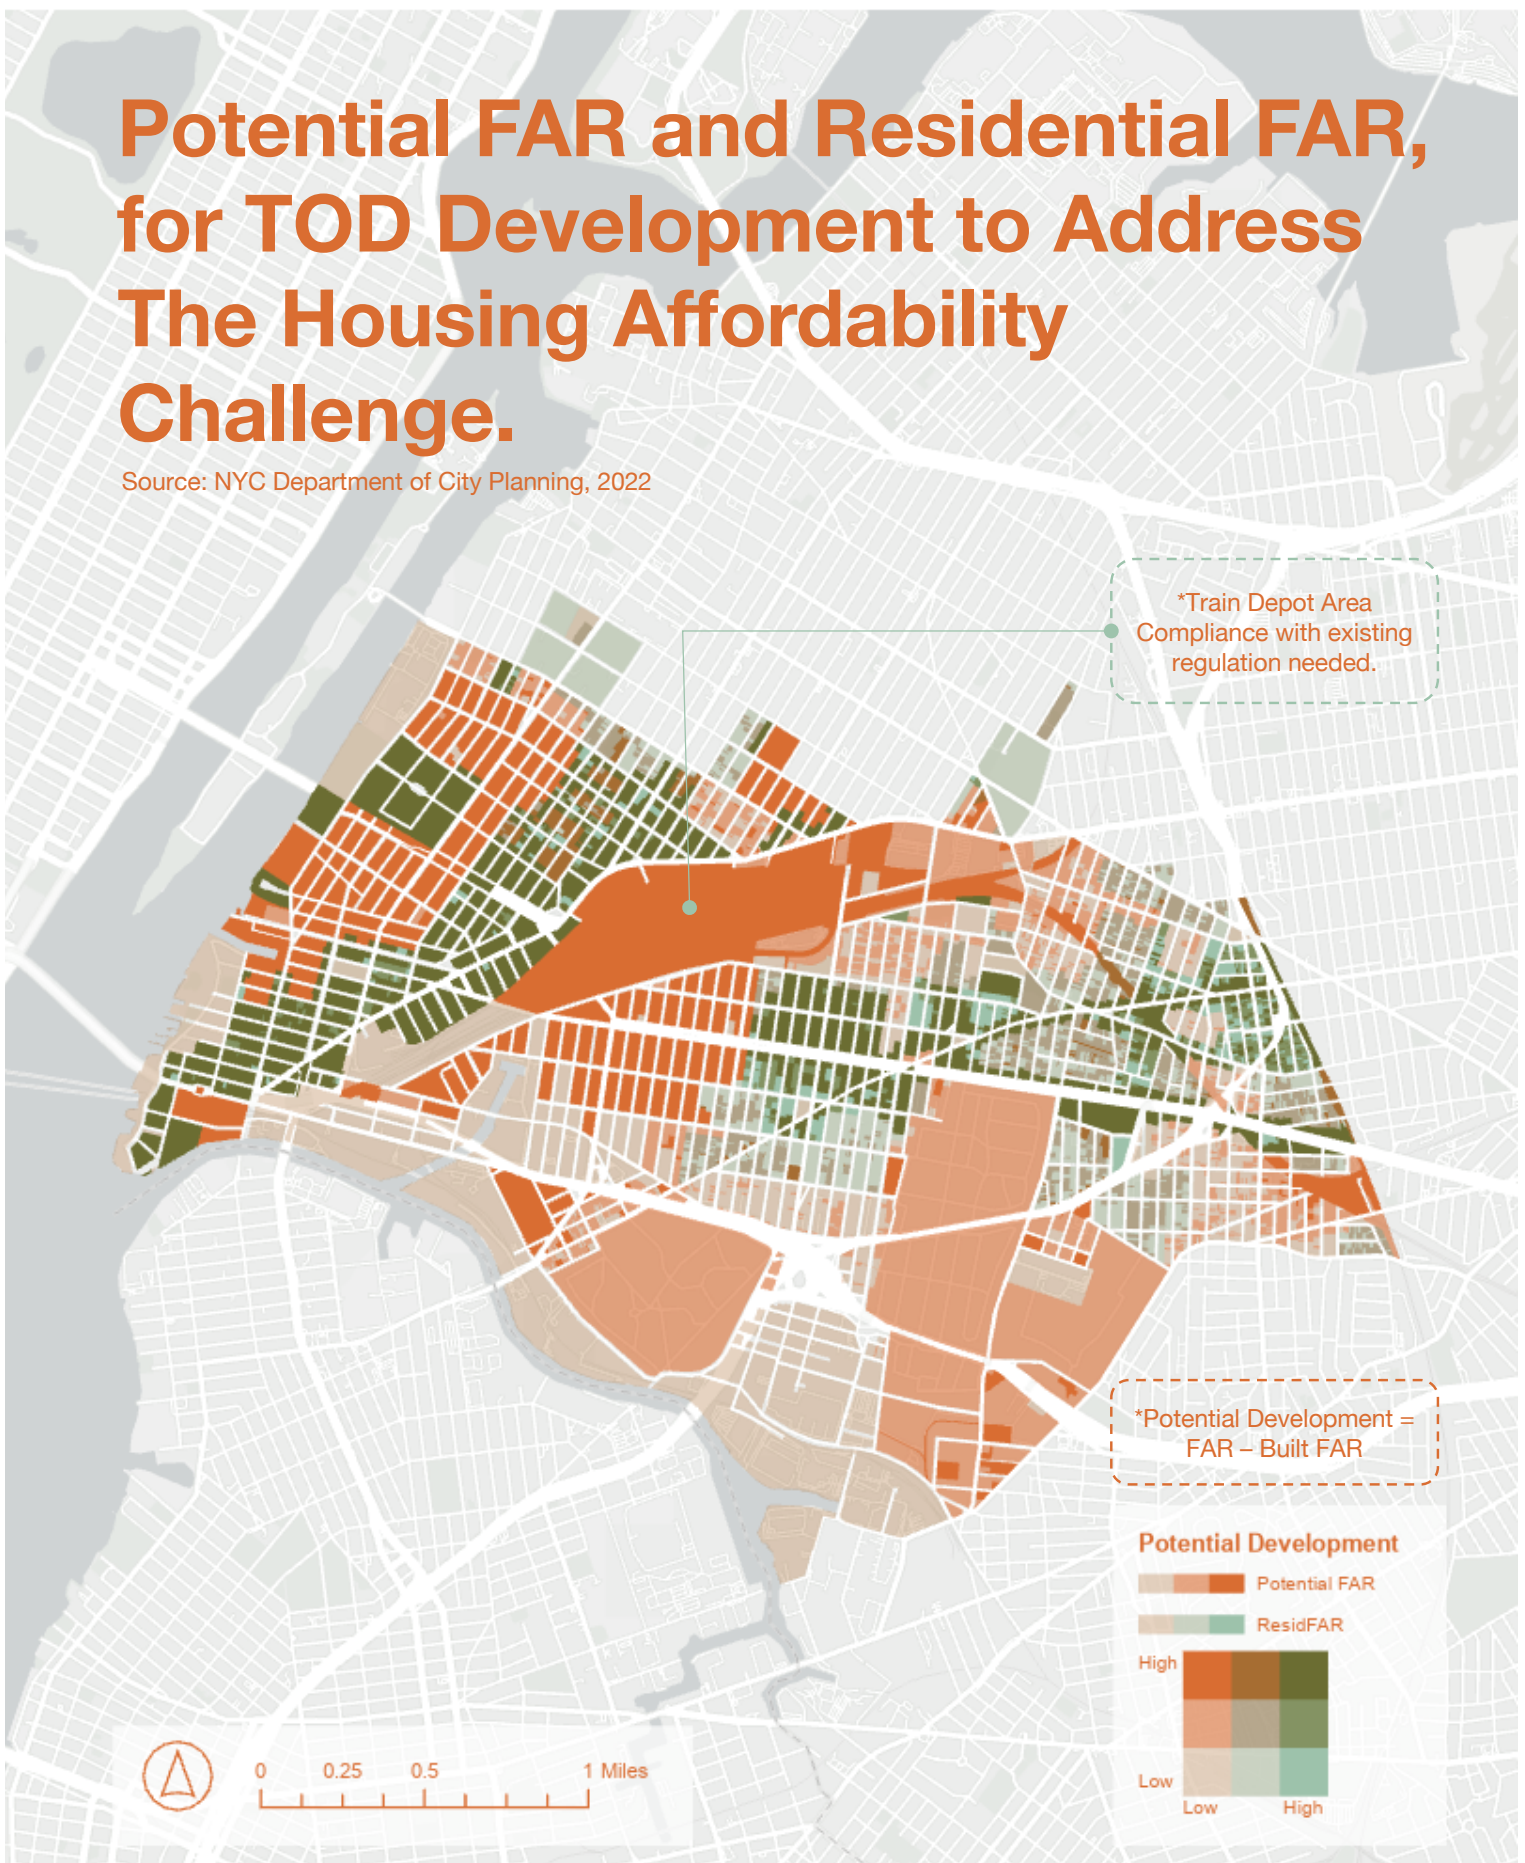 Potential FAR and Residential FAR,
for TOD Development to Address
The Housing Affordability
Challenge.
Source: NYC Department of City Planning, 2022
*Train Depot Area
Compliance with existing
regulation needed.
*Potential Development =
FAR – Built FAR
Potential Development
Potential FAR
ResidFAR
High
Low
Low High
0 0.25 0.5 1 Miles